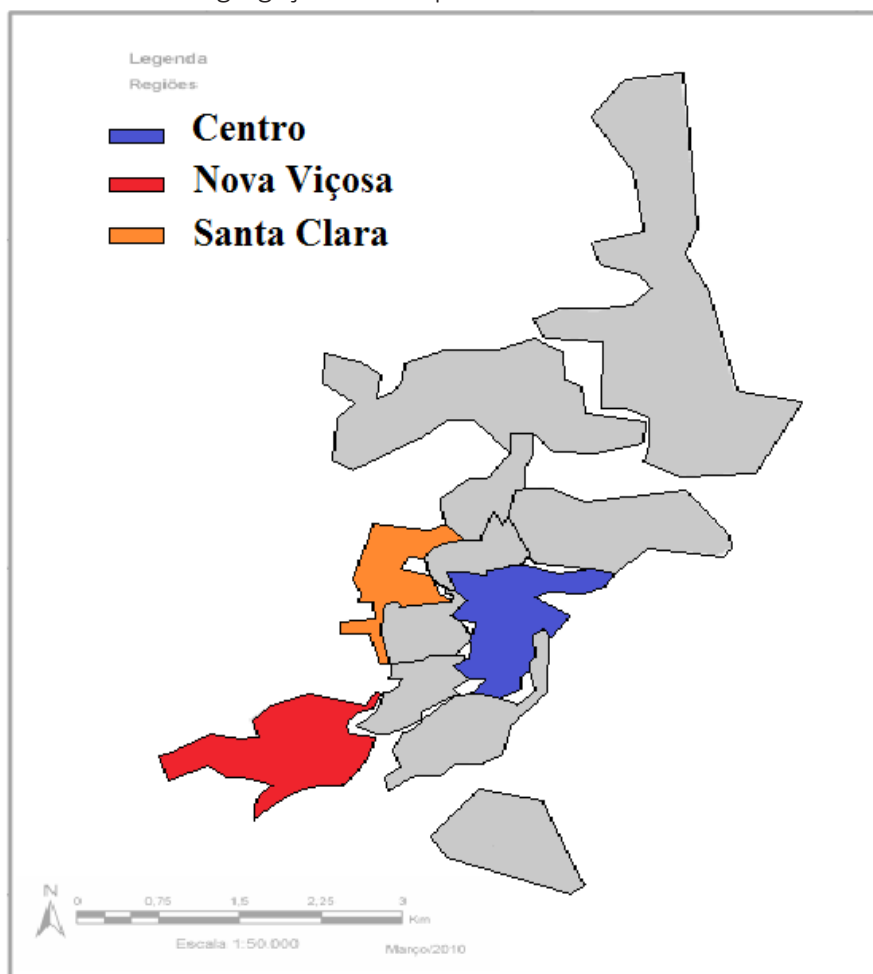 Legenda
Regiões
Centro
Nova Viçosa
Santa Clara
N
0 0,75 1,5 2,25 3
Km
Escala 1:50.000
Março/2010